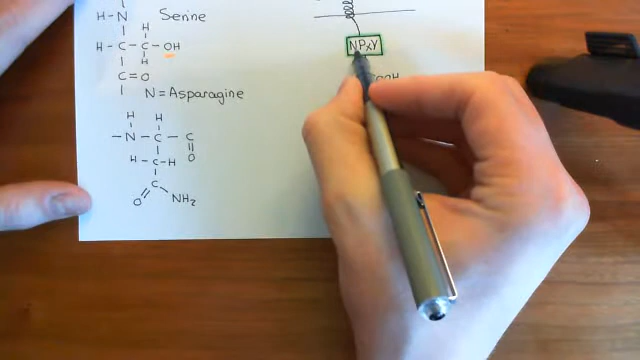 Serine
H-N
H
H-C-C-OH
H
C=O
N=Asparagine
H H
-N-C-C
O
H-C-H
C
O NH2
NPxY